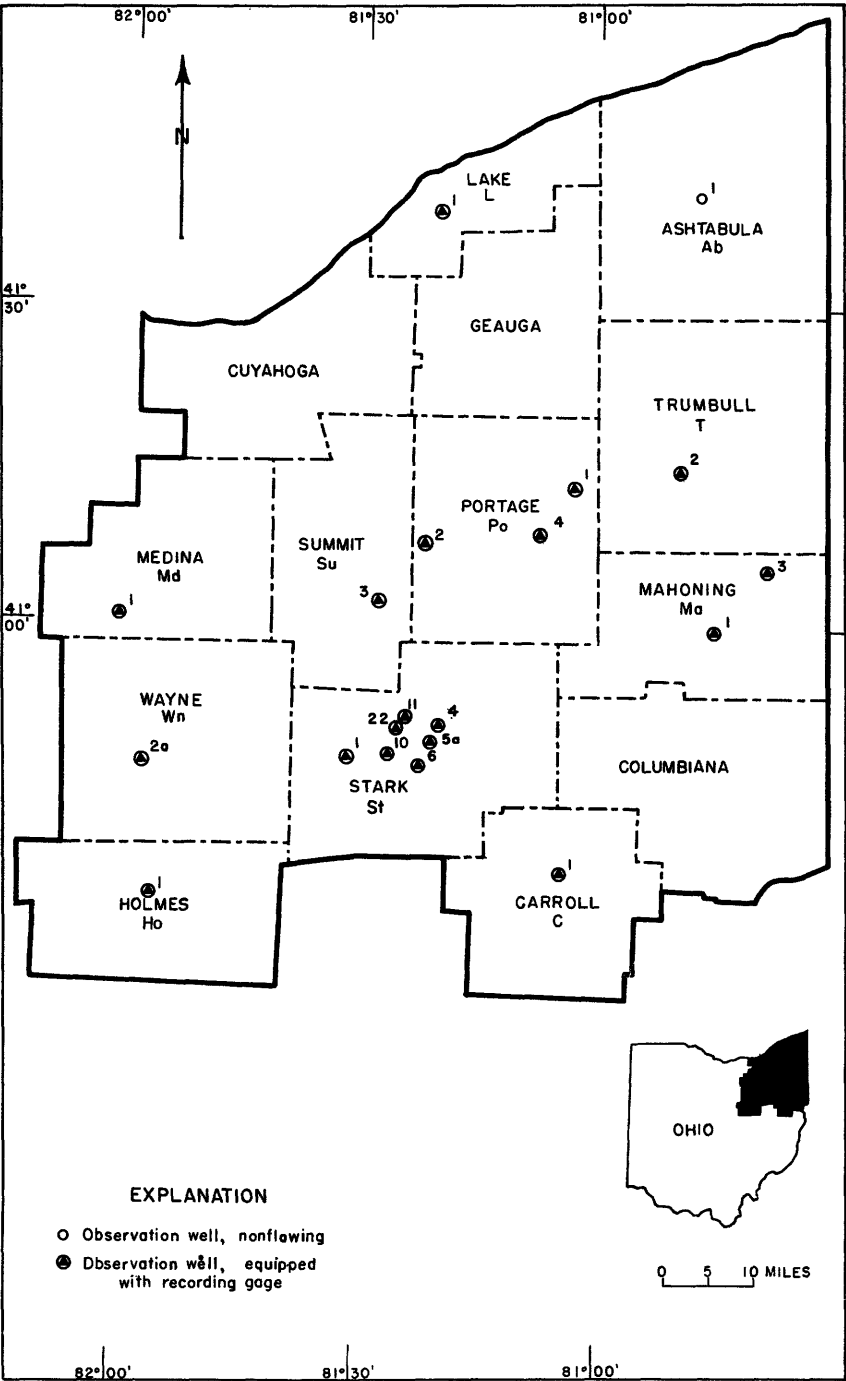 82°00' 81°30' 81°00'
N
LAKE
L
1
1
ASHTABULA
Ab
41°
30'
GEAUGA
CUYAHOGA
TRUMBULL
T
2
1
PORTAGE
Po
4
2
SUMMIT
Su
3
MEDINA
Md
1
41°
00'
3
MAHONING
Ma
1
WAYNE
Wn
2a
11
22
4
5a
10
1
6
STARK
St
COLUMBIANA
1
HOLMES
Ho
1
CARROLL
C
OHIO
EXPLANATION
Observation well, nonflowing
Observation well, equipped
with recording gage
0 5 10 MILES
82°00' 81°30' 81°00'